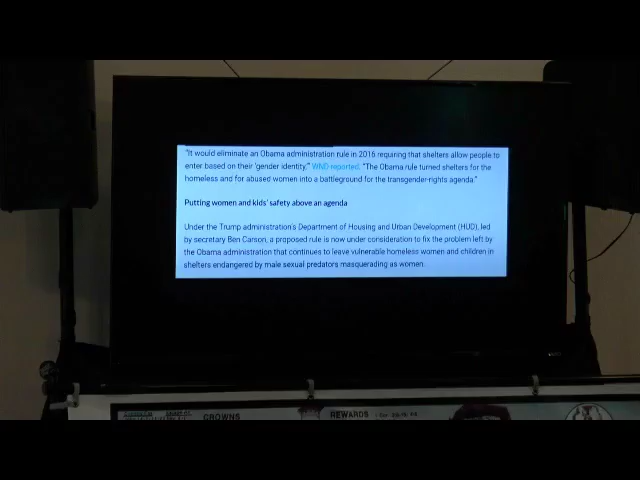 "It would eliminate an Obama administration rule in 2016 requiring that shelters allow people to
enter based on their 'gender identity,'" WND reported. "The Obama rule turned shelters for the
homeless and for abused women into a battleground for the transgender-rights agenda."
Putting women and kids' safety above an agenda
Under the Trump administration's Department of Housing and Urban Development (HUD), led
by secretary Ben Carson, a proposed rule is now under consideration to fix the problem left by
the Obama administration that continues to leave vulnerable homeless women and children in
shelters endangered by male sexual predators masquerading as women.
CROWNS REWARDS